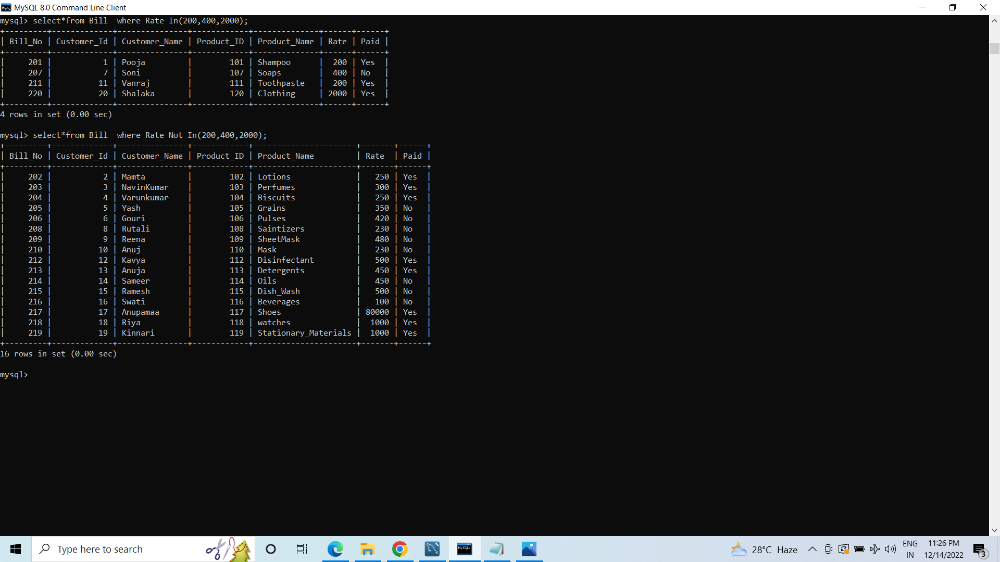 MySQL 8.0 Command Line Client
mysql> select*from Bill  where Rate In(200,400,2000);
+---------+-------------+---------------+------------+--------------+------+------+
| Bill_No | Customer_Id | Customer_Name | Product_ID | Product_Name | Rate | Paid |
+---------+-------------+---------------+------------+--------------+------+------+
|     201 |           1 | Pooja         |        101 | Shampoo      |  200 | Yes  |
|     207 |           7 | Soni          |        107 | Soaps        |  400 | No   |
|     211 |          11 | Vanraj        |        111 | Toothpaste   |  200 | Yes  |
|     220 |          20 | Shalaka       |        120 | Clothing     | 2000 | Yes  |
+---------+-------------+---------------+------------+--------------+------+------+
4 rows in set (0.00 sec)
mysql> select*from Bill  where Rate Not In(200,400,2000);
+---------+-------------+---------------+------------+----------------------+-------+------+
| Bill_No | Customer_Id | Customer_Name | Product_ID | Product_Name         | Rate  | Paid |
+---------+-------------+---------------+------------+----------------------+-------+------+
|     202 |           2 | Mamta         |        102 | Lotions              |   250 | Yes  |
|     203 |           3 | NavinKumar    |        103 | Perfumes             |   300 | Yes  |
|     204 |           4 | Varunkumar    |        104 | Biscuits             |   250 | Yes  |
|     205 |           5 | Yash          |        105 | Grains               |   350 | No   |
|     206 |           6 | Gouri         |        106 | Pulses               |   420 | No   |
|     208 |           8 | Rutali        |        108 | Saintizers           |   230 | No   |
|     209 |           9 | Reena         |        109 | SheetMask            |   480 | No   |
|     210 |          10 | Anuj          |        110 | Mask                 |   230 | No   |
|     212 |          12 | Kavya         |        112 | Disinfectant         |   500 | Yes  |
|     213 |          13 | Anuja         |        113 | Detergents           |   450 | Yes  |
|     214 |          14 | Sameer        |        114 | Oils                 |   450 | No   |
|     215 |          15 | Ramesh        |        115 | Dish_Wash            |   500 | No   |
|     216 |          16 | Swati         |        116 | Beverages            |   100 | No   |
|     217 |          17 | Anupamaa      |        117 | Shoes                | 80000 | Yes  |
|     218 |          18 | Riya          |        118 | watches              |  1000 | Yes  |
|     219 |          19 | Kinnari       |        119 | Stationary_Materials |  1000 | Yes  |
+---------+-------------+---------------+------------+----------------------+-------+------+
16 rows in set (0.00 sec)
mysql>
Type here to search
28°C Haze
ENG
IN
11:26 PM
12/14/2022
3